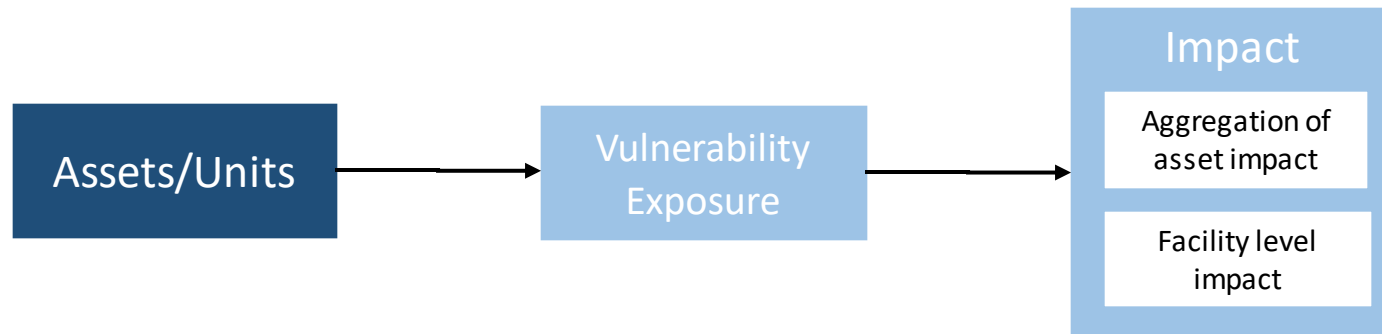 Assets/Units
Vulnerability
Exposure
Impact
Aggregation of
asset impact
Facility level
impact